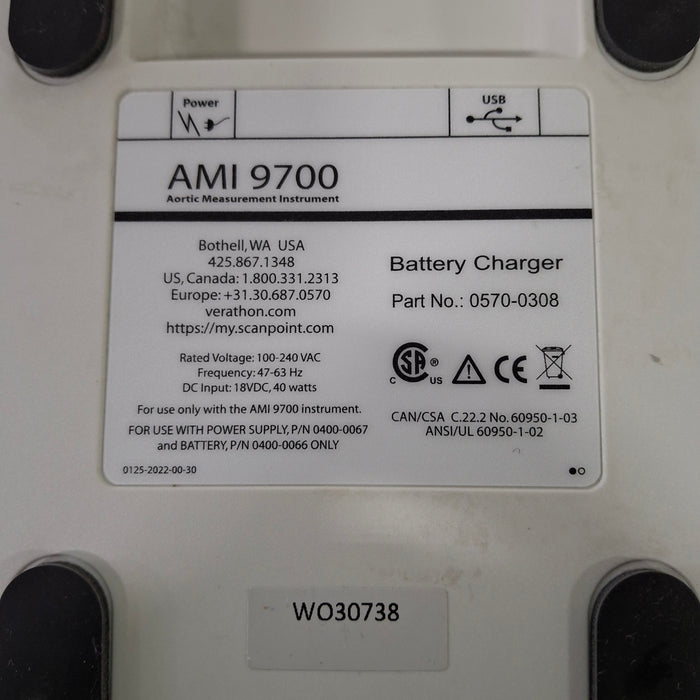 Power
USB
AMI 9700
Aortic Measurement Instrument
Bothell, WA USA
425.867.1348
US, Canada: 1.800.331.2313
Europe: +31.30.687.0570
verathon.com
https://my.scanpoint.com
Rated Voltage: 100-240 VAC
Frequency: 47-63 Hz
DC Input: 18VDC, 40 watts
For use only with the AMI 9700 instrument.
FOR USE WITH POWER SUPPLY, P/N 0400-0067
and BATTERY, P/N 0400-0066 ONLY
0125-2022-00-30
Battery Charger
Part No.: 0570-0308
C SA® US CE
CAN/CSA C.22.2 No. 60950-1-03
ANSI/UL 60950-1-02
WO30738